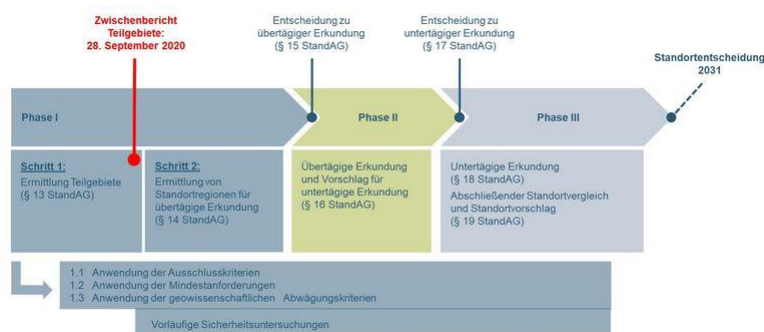 Zwischenbericht
Teilgebiete:
28. September 2020
Entscheidung zu
übertägiger Erkundung
(§ 15 StandAG)
Entscheidung zu
untertägiger Erkundung
(§ 17 StandAG)
Standortentscheidung
2031
Phase I
Phase II
Phase III
Schritt 1:
Ermittlung Teilgebiete
(§ 13 StandAG)
Schritt 2:
Ermittlung von
Standortregionen für
übertägige Erkundung
(§ 14 StandAG)
Übertägige Erkundung
und Vorschlag für
untertägige Erkundung
(§ 16 StandAG)
Untertägige Erkundung
(§ 18 StandAG)
Abschließender Standortvergleich
und Standortvorschlag
(§ 19 StandAG)
1.1 Anwendung der Ausschlusskriterien
1.2 Anwendung der Mindestanforderungen
1.3 Anwendung der geowissenschaftlichen Abwägungskriterien
Vorläufige Sicherheitsuntersuchungen